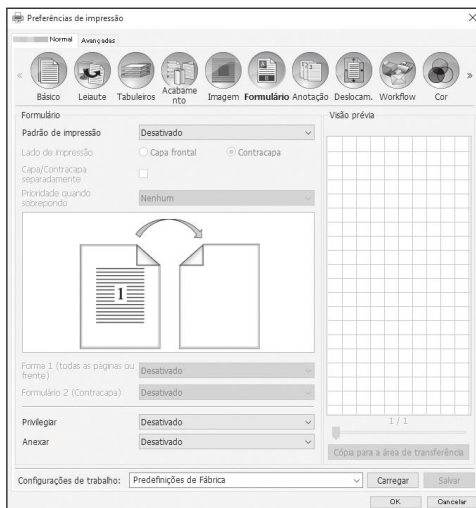 Preferências de impressão
Normal Avançadas
Básico Leiaute Tabuleiros Acabame
nto Imagem Formulário Anotação Deslocam. Workflow Cor
Formulário
Visão prévia
Padrão de impressão Desativado
Lado de impressão Capa frontal Contracapa
Capa/Contracapa
separadamente
Prioridade quando
sobrepondo Nenhum
1
Forma 1 (todas as páginas ou
frente) Desativado
Formulário 2 (Contracapa) Desativado
Privilegiar Desativado
Anexar Desativado
1 / 1
Cópia para a área de transferência
Configurações de trabalho: Predefinições de Fábrica Carregar Salvar
OK Cancelar